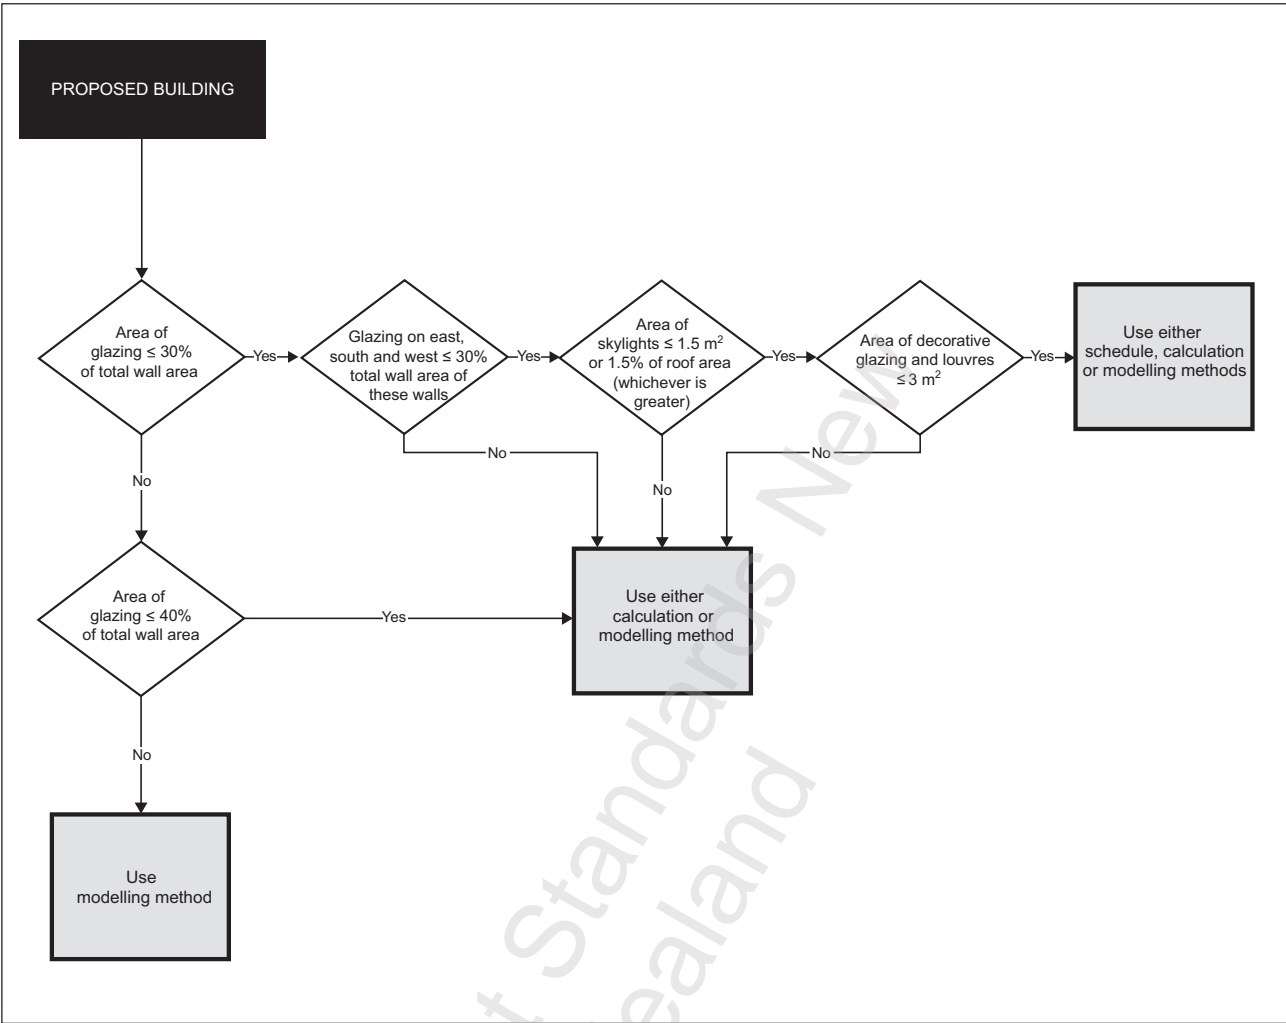 PROPOSED BUILDING
Area of
glazing ≤ 30%
of total wall area
Yes
Glazing on east,
south and west ≤ 30%
total wall area of
these walls
Yes
Area of
skylights ≤ 1.5 m²
or 1.5% of roof area
(whichever is
greater)
Yes
Area of decorative
glazing and louvres
≤ 3 m²
Yes
Use either
schedule, calculation
or modelling methods
No
No
No
No
Area of
glazing ≤ 40%
of total wall area
Yes
Use either
calculation or
modelling method
No
Use
modelling method
t Standards New
ealand